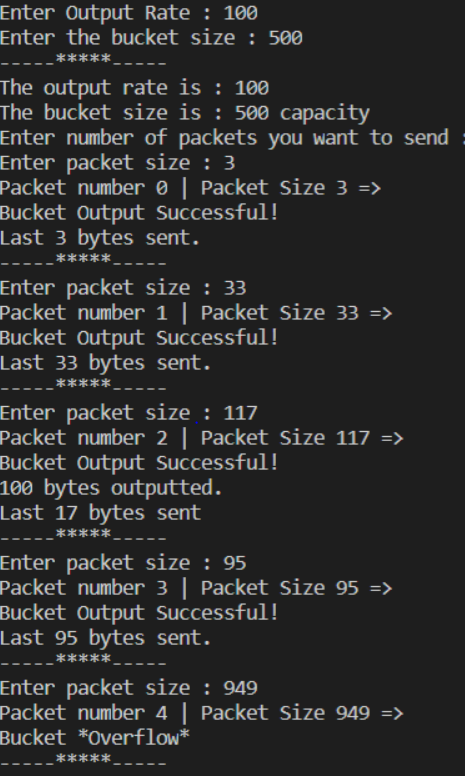 Enter Output Rate : 100
Enter the bucket size : 500
-----*****-----
The output rate is : 100
The bucket size is : 500 capacity
Enter number of packets you want to send :
Enter packet size : 3
Packet number 0 | Packet Size 3 =>
Bucket Output Successful!
Last 3 bytes sent.
-----*****-----
Enter packet size : 33
Packet number 1 | Packet Size 33 =>
Bucket Output Successful!
Last 33 bytes sent.
-----*****-----
Enter packet size : 117
Packet number 2 | Packet Size 117 =>
Bucket Output Successful!
100 bytes outputted.
Last 17 bytes sent
-----*****-----
Enter packet size : 95
Packet number 3 | Packet Size 95 =>
Bucket Output Successful!
Last 95 bytes sent.
-----*****-----
Enter packet size : 949
Packet number 4 | Packet Size 949 =>
Bucket *Overflow*
-----*****-----